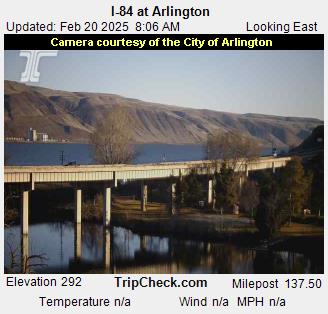 I-84 at Arlington
Updated: Feb 20 2025 8:06 AM Looking East
Camera courtesy of the City of Arlington
Elevation 292 TripCheck.com Milepost 137.50
Temperature n/a Wind n/a MPH n/a